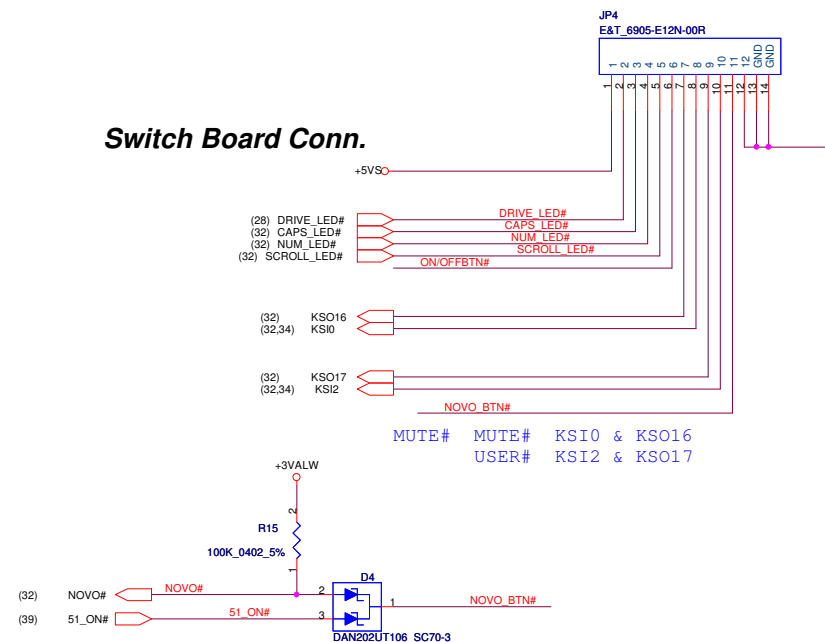 JP4
E&T_6905-E12N-00R
1 2 3 4 5 6 7 8 9 10 11 12 GND GND
1 2 3 4 5 6 7 8 9 10 11 12 13 14
Switch Board Conn.
+5VS
(28) DRIVE_LED# DRIVE_LED#
(32) CAPS_LED# CAPS_LED#
(32) NUM_LED# NUM_LED#
(32) SCROLL_LED# SCROLL_LED#
ON/OFFBTN#
(32) KSO16
(32,34) KSI0
(32) KSO17
(32,34) KSI2
NOVO_BTN#
MUTE# MUTE# KSI0 & KSO16
USER# KSI2 & KSO17
+3VALW
2
R15
100K_0402_5%
1
D4
(32) NOVO# NOVO# 2
1 NOVO_BTN#
(39) 51_ON# 51_ON# 3
DAN202UT106_SC70-3